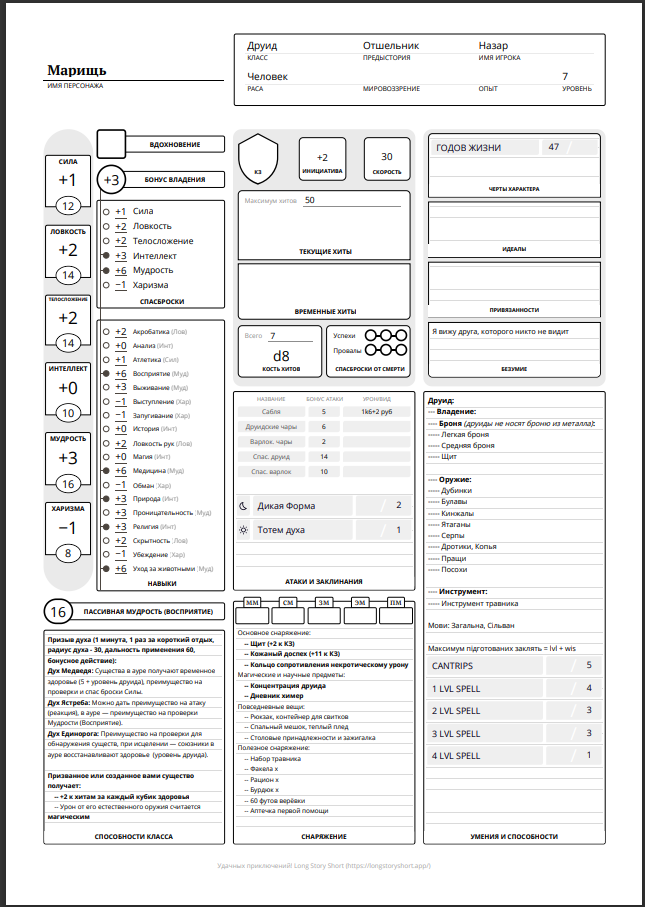 Марищь
ИМЯ ПЕРСОНАЖА
Друид Отшельник Назар
КЛАСС ПРЕДЫСТОРИЯ ИМЯ ИГРОКА
Человек 7
РАСА МИРОВОЗЗРЕНИЕ ОПЫТ УРОВЕНЬ
СИЛА
+1
12
ЛОВКОСТЬ
+2
14
ТЕЛОСЛОЖЕНИЕ
+2
14
ИНТЕЛЛЕКТ
+0
10
МУДРОСТЬ
+3
16
ХАРИЗМА
−1
8
ВДОХНОВЕНИЕ
+3 БОНУС ВЛАДЕНИЯ
+1 Сила
+2 Ловкость
+2 Телосложение
+3 Интеллект
+6 Мудрость
−1 Харизма
СПАСБРОСКИ
+2 Акробатика (Лов)
+0 Анализ (Инт)
+1 Атлетика (Сил)
+6 Восприятие (Муд)
+3 Выживание (Муд)
−1 Выступление (Хар)
−1 Запугивание (Хар)
+0 История (Инт)
+2 Ловкость рук (Лов)
+0 Магия (Инт)
+6 Медицина (Муд)
−1 Обман (Хар)
+3 Природа (Инт)
+3 Проницательность (Муд)
+3 Религия (Инт)
+2 Скрытность (Лов)
−1 Убеждение (Хар)
+6 Уход за животными (Муд)
НАВЫКИ
16 ПАССИВНАЯ МУДРОСТЬ (ВОСПРИЯТИЕ)
Призыв духа (1 минута, 1 раз за короткий отдых,
радиус духа - 30, дальность применения 60,
бонусное действие):
Дух Медведя: Существа в ауре получают временное
здоровье (5 + уровень друида), преимущество на
проверки и спас броски Силы.
Дух Ястреба: Можно дать преимущество на атаку
(реакция), в ауре — преимущество на проверки
Мудрости (Восприятие).
Дух Единорога: Преимущество на проверки для
обнаружения существ, при исцелении — союзники в
ауре восстанавливают здоровье (уровень друида).
Призванное или созданное вами существо
получает:
-- +2 к хитам за каждый кубик здоровья
-- Урон от его естественного оружия считается
магическим
СПОСОБНОСТИ КЛАССА
КЗ
+2
ИНИЦИАТИВА
30
СКОРОСТЬ
Максимум хитов 50
ТЕКУЩИЕ ХИТЫ
ВРЕМЕННЫЕ ХИТЫ
Всего 7
d8
КОСТЬ ХИТОВ
Успехи
Провалы
СПАСБРОСКИ ОТ СМЕРТИ
НАЗВАНИЕ БОНУС АТАКИ УРОН/ВИД
Сабля 5 1к6+2 руб
Друидские чары 6
Варлок. чары 2
Спас. друид 14
Спас. варлок 10
Дикая Форма / 2
Тотем духа / 1
АТАКИ И ЗАКЛИНАНИЯ
ММ СМ ЗМ ЭМ ПМ
Основное снаряжение:
-- Щит (+2 к КЗ)
-- Кожаный доспех (+11 к КЗ)
-- Кольцо сопротивления некротическому урону
Магические и научные предметы:
-- Концентрация друида
-- Дневник химер
Повседневные вещи:
-- Рюкзак, контейнер для свитков
-- Спальный мешок, теплый плед
-- Столовые принадлежности и зажигалка
Полезное снаряжение:
-- Набор травника
-- Факела х
-- Рацион х
-- Бурдюк х
-- 60 футов верёвки
-- Аптечка первой помощи
СНАРЯЖЕНИЕ
ГОДОВ ЖИЗНИ 47 /
ЧЕРТЫ ХАРАКТЕРА
ИДЕАЛЫ
ПРИВЯЗАННОСТИ
Я вижу друга, которого никто не видит
БЕЗУМИЕ
Друид:
---- Владение:
---- Броня (друиды не носят броню из металла):
----- Легкая броня
----- Средняя броня
----- Щит
---- Оружие:
----- Дубинки
----- Булавы
----- Кинжалы
----- Ятаганы
----- Серпы
----- Дротики, Копья
----- Пращи
----- Посохи
---- Инструмент:
----- Инструмент травника
Мови: Загальна, Сільван
Максимум підготованих заклять = lvl + wis
CANTRIPS / 5
1 LVL SPELL / 4
2 LVL SPELL / 3
3 LVL SPELL / 3
4 LVL SPELL / 1
УМЕНИЯ И СПОСОБНОСТИ
Удачных приключений! Long Story Short (https://longstoryshort.app/)